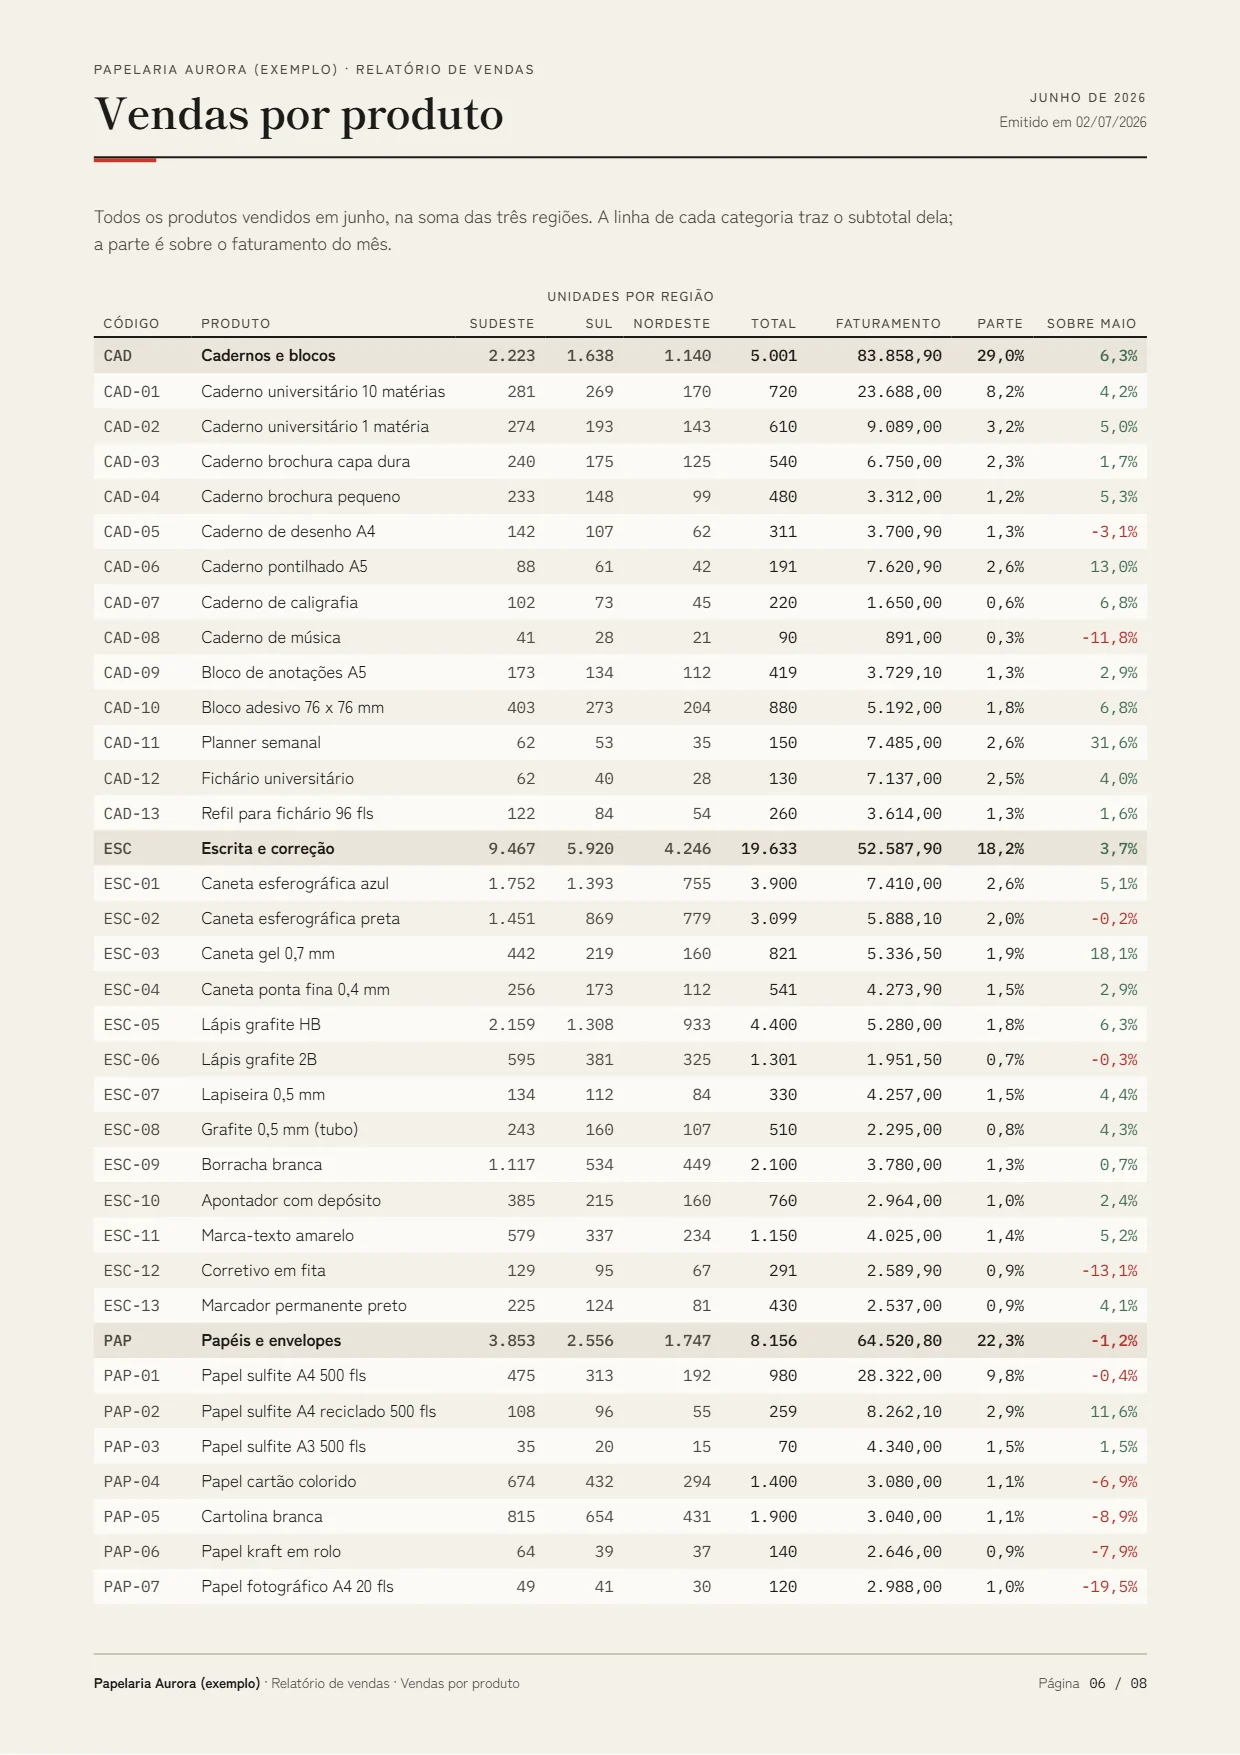 PAPELARIA AURORA (EXEMPLO) · RELATÓRIO DE VENDAS
Vendas por produto
JUNHO DE 2026
Emitido em 02/07/2026
Todos os produtos vendidos em junho, na soma das três regiões. A linha de cada categoria traz o subtotal dela;
a parte é sobre o faturamento do mês.
UNIDADES POR REGIÃO
CÓDIGO PRODUTO SUDESTE SUL NORDESTE TOTAL FATURAMENTO PARTE SOBRE MAIO
CAD Cadernos e blocos 2.223 1.638 1.140 5.001 83.858,90 29,0% 6,3%
CAD-01 Caderno universitário 10 matérias 281 269 170 720 23.688,00 8,2% 4,2%
CAD-02 Caderno universitário 1 matéria 274 193 143 610 9.089,00 3,2% 5,0%
CAD-03 Caderno brochura capa dura 240 175 125 540 6.750,00 2,3% 1,7%
CAD-04 Caderno brochura pequeno 233 148 99 480 3.312,00 1,2% 5,3%
CAD-05 Caderno de desenho A4 142 107 62 311 3.700,90 1,3% -3,1%
CAD-06 Caderno pontilhado A5 88 61 42 191 7.620,90 2,6% 13,0%
CAD-07 Caderno de caligrafia 102 73 45 220 1.650,00 0,6% 6,8%
CAD-08 Caderno de música 41 28 21 90 891,00 0,3% -11,8%
CAD-09 Bloco de anotações A5 173 134 112 419 3.729,10 1,3% 2,9%
CAD-10 Bloco adesivo 76 x 76 mm 403 273 204 880 5.192,00 1,8% 6,8%
CAD-11 Planner semanal 62 53 35 150 7.485,00 2,6% 31,6%
CAD-12 Fichário universitário 62 40 28 130 7.137,00 2,5% 4,0%
CAD-13 Refil para fichário 96 fls 122 84 54 260 3.614,00 1,3% 1,6%
ESC Escrita e correção 9.467 5.920 4.246 19.633 52.587,90 18,2% 3,7%
ESC-01 Caneta esferográfica azul 1.752 1.393 755 3.900 7.410,00 2,6% 5,1%
ESC-02 Caneta esferográfica preta 1.451 869 779 3.099 5.888,10 2,0% -0,2%
ESC-03 Caneta gel 0,7 mm 442 219 160 821 5.336,50 1,9% 18,1%
ESC-04 Caneta ponta fina 0,4 mm 256 173 112 541 4.273,90 1,5% 2,9%
ESC-05 Lápis grafite HB 2.159 1.308 933 4.400 5.280,00 1,8% 6,3%
ESC-06 Lápis grafite 2B 595 381 325 1.301 1.951,50 0,7% -0,3%
ESC-07 Lapiseira 0,5 mm 134 112 84 330 4.257,00 1,5% 4,4%
ESC-08 Grafite 0,5 mm (tubo) 243 160 107 510 2.295,00 0,8% 4,3%
ESC-09 Borracha branca 1.117 534 449 2.100 3.780,00 1,3% 0,7%
ESC-10 Apontador com depósito 385 215 160 760 2.964,00 1,0% 2,4%
ESC-11 Marca-texto amarelo 579 337 234 1.150 4.025,00 1,4% 5,2%
ESC-12 Corretivo em fita 129 95 67 291 2.589,90 0,9% -13,1%
ESC-13 Marcador permanente preto 225 124 81 430 2.537,00 0,9% 4,1%
PAP Papéis e envelopes 3.853 2.556 1.747 8.156 64.520,80 22,3% -1,2%
PAP-01 Papel sulfite A4 500 fls 475 313 192 980 28.322,00 9,8% -0,4%
PAP-02 Papel sulfite A4 reciclado 500 fls 108 96 55 259 8.262,10 2,9% 11,6%
PAP-03 Papel sulfite A3 500 fls 35 20 15 70 4.340,00 1,5% 1,5%
PAP-04 Papel cartão colorido 674 432 294 1.400 3.080,00 1,1% -6,9%
PAP-05 Cartolina branca 815 654 431 1.900 3.040,00 1,1% -8,9%
PAP-06 Papel kraft em rolo 64 39 37 140 2.646,00 0,9% -7,9%
PAP-07 Papel fotográfico A4 20 fls 49 41 30 120 2.988,00 1,0% -19,5%
Papelaria Aurora (exemplo) · Relatório de vendas · Vendas por produto
Página 06 / 08